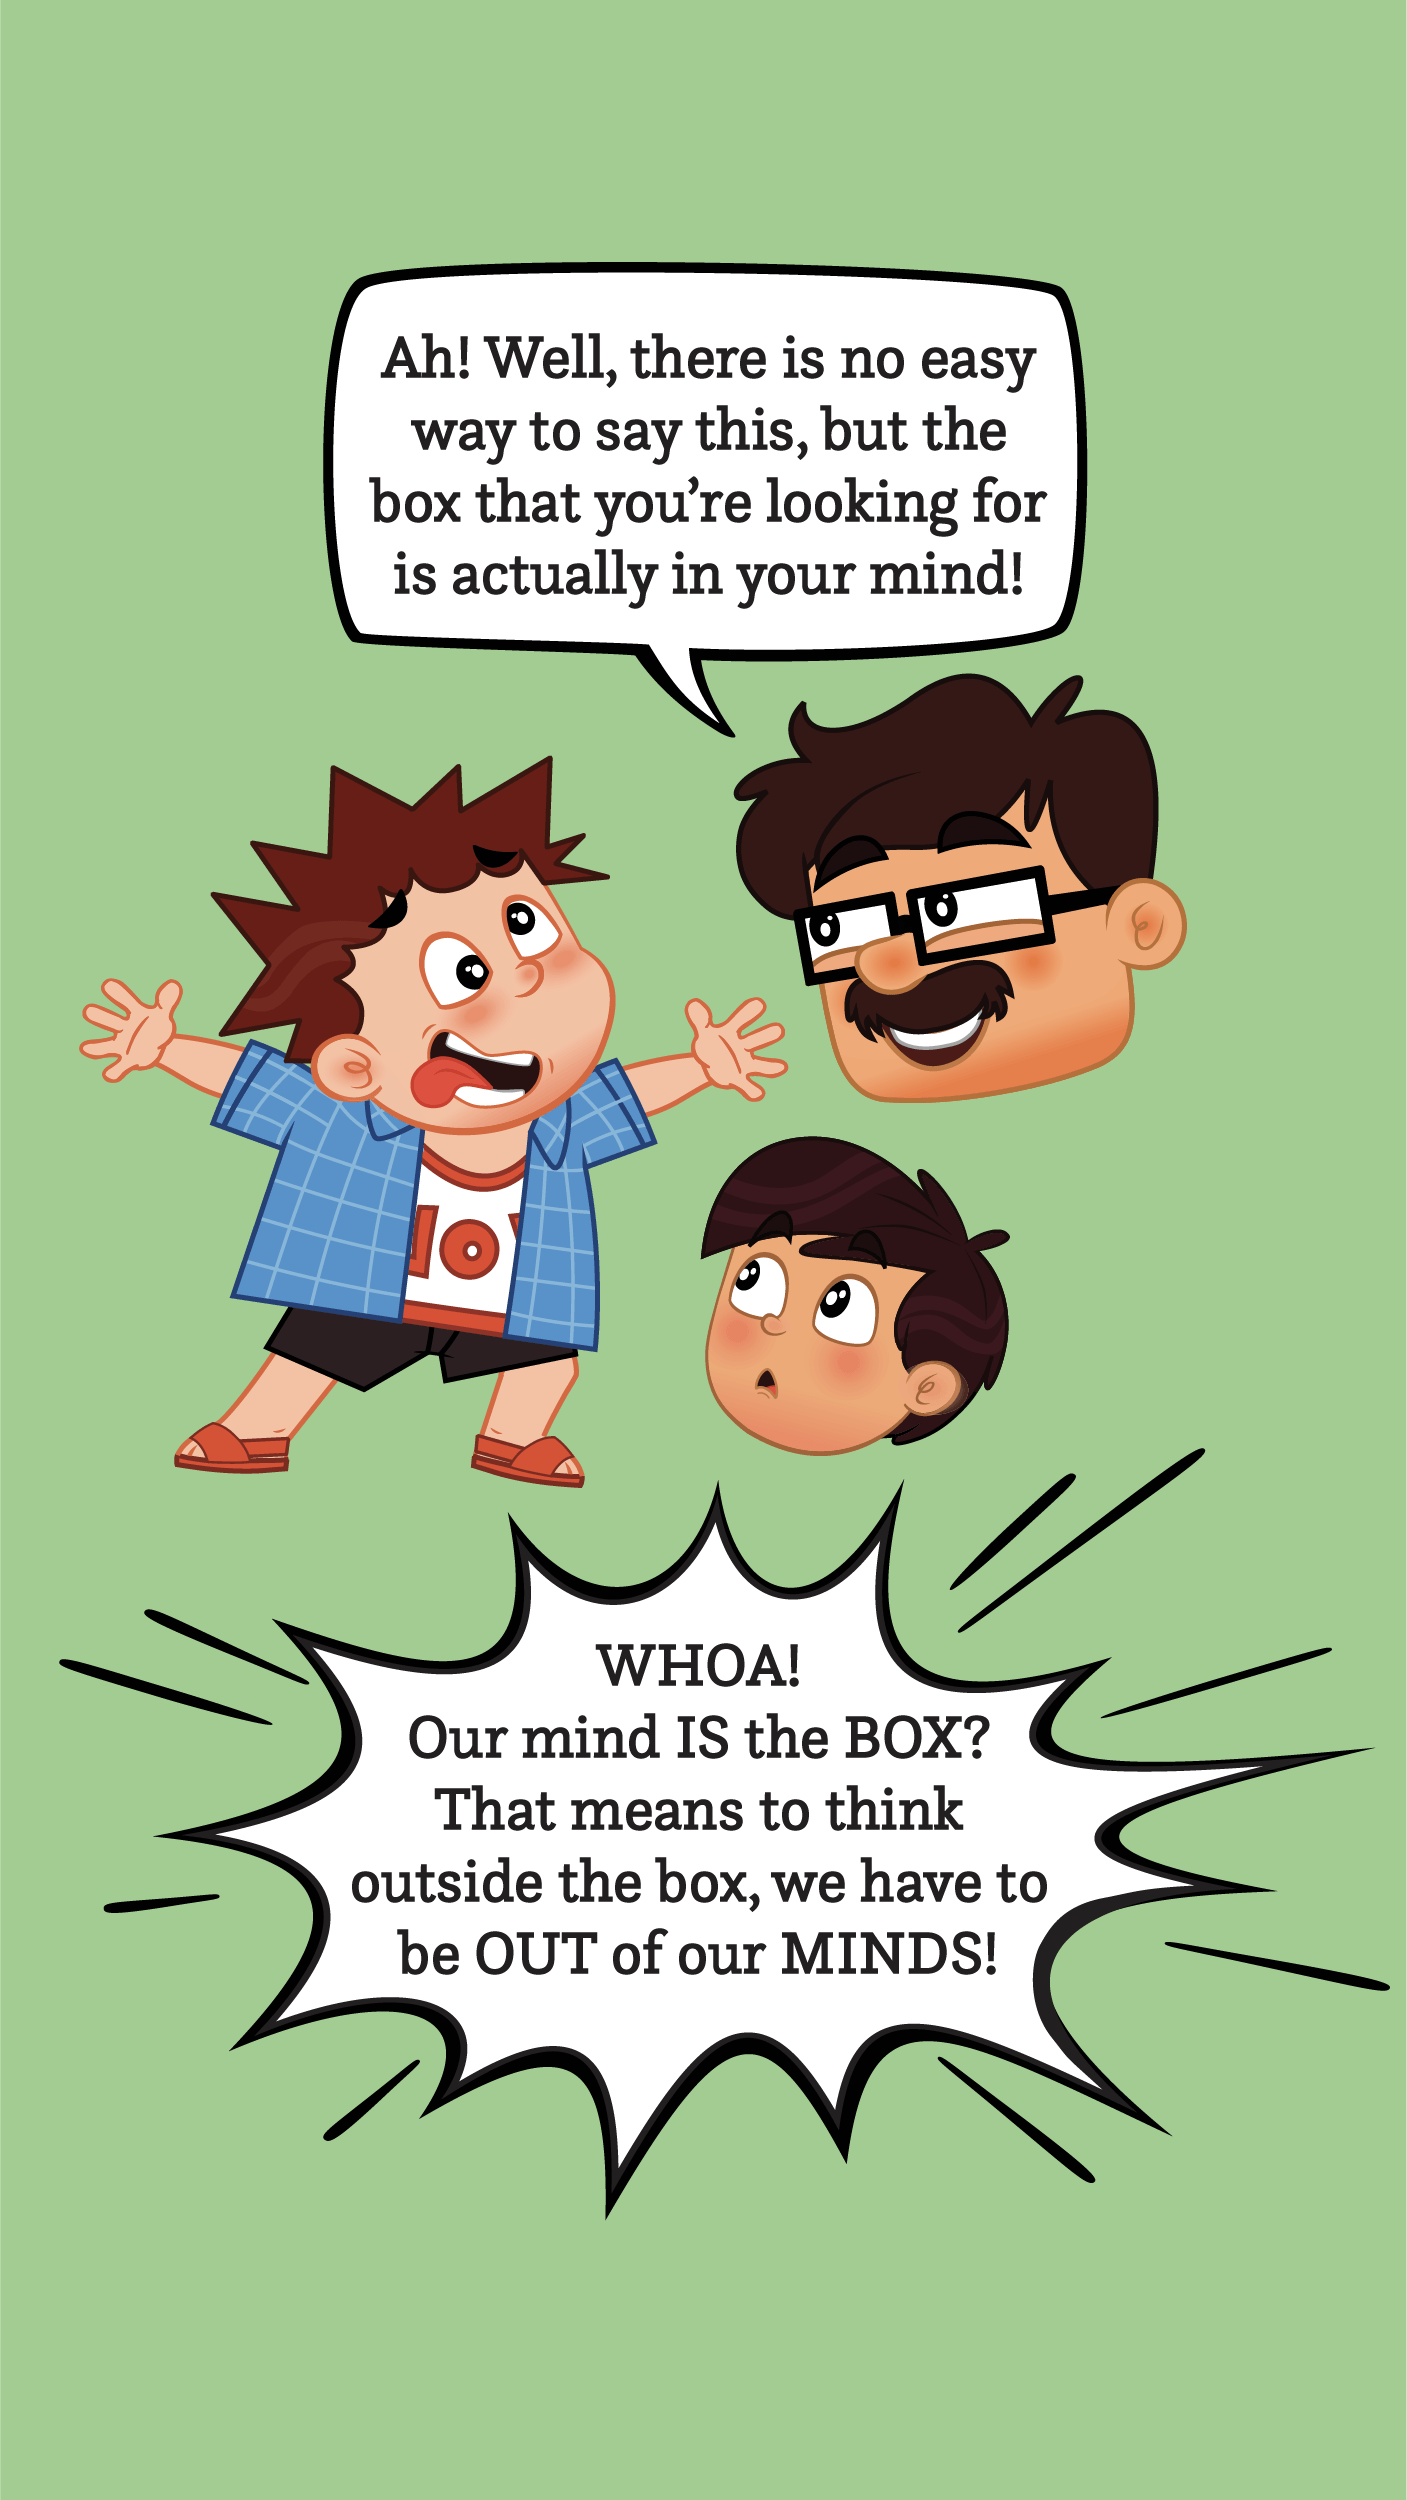 Ah! Well, there is no easy
way to say this, but the
box that you’re looking for
is actually in your mind!
WHOA!
Our mind IS the BOX?
That means to think
outside the box, we have to
be OUT of our MINDS!